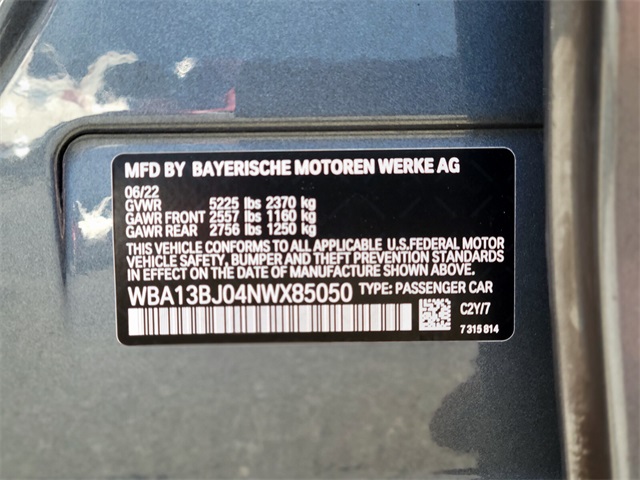 MFD BY BAYERISCHE MOTOREN WERKE AG
06/22
GVWR 5225 lbs 2370 kg
GAWR FRONT 2557 lbs 1160 kg
GAWR REAR 2756 lbs 1250 kg
THIS VEHICLE CONFORMS TO ALL APPLICABLE U.S.FEDERAL MOTOR
VEHICLE SAFETY, BUMPER, AND THEFT PREVENTION STANDARDS
IN EFFECT ON THE DATE OF MANUFACTURE SHOWN ABOVE.
WBA13BJ04NWX85050 TYPE: PASSENGER CAR
C2Y/7
7 315 814